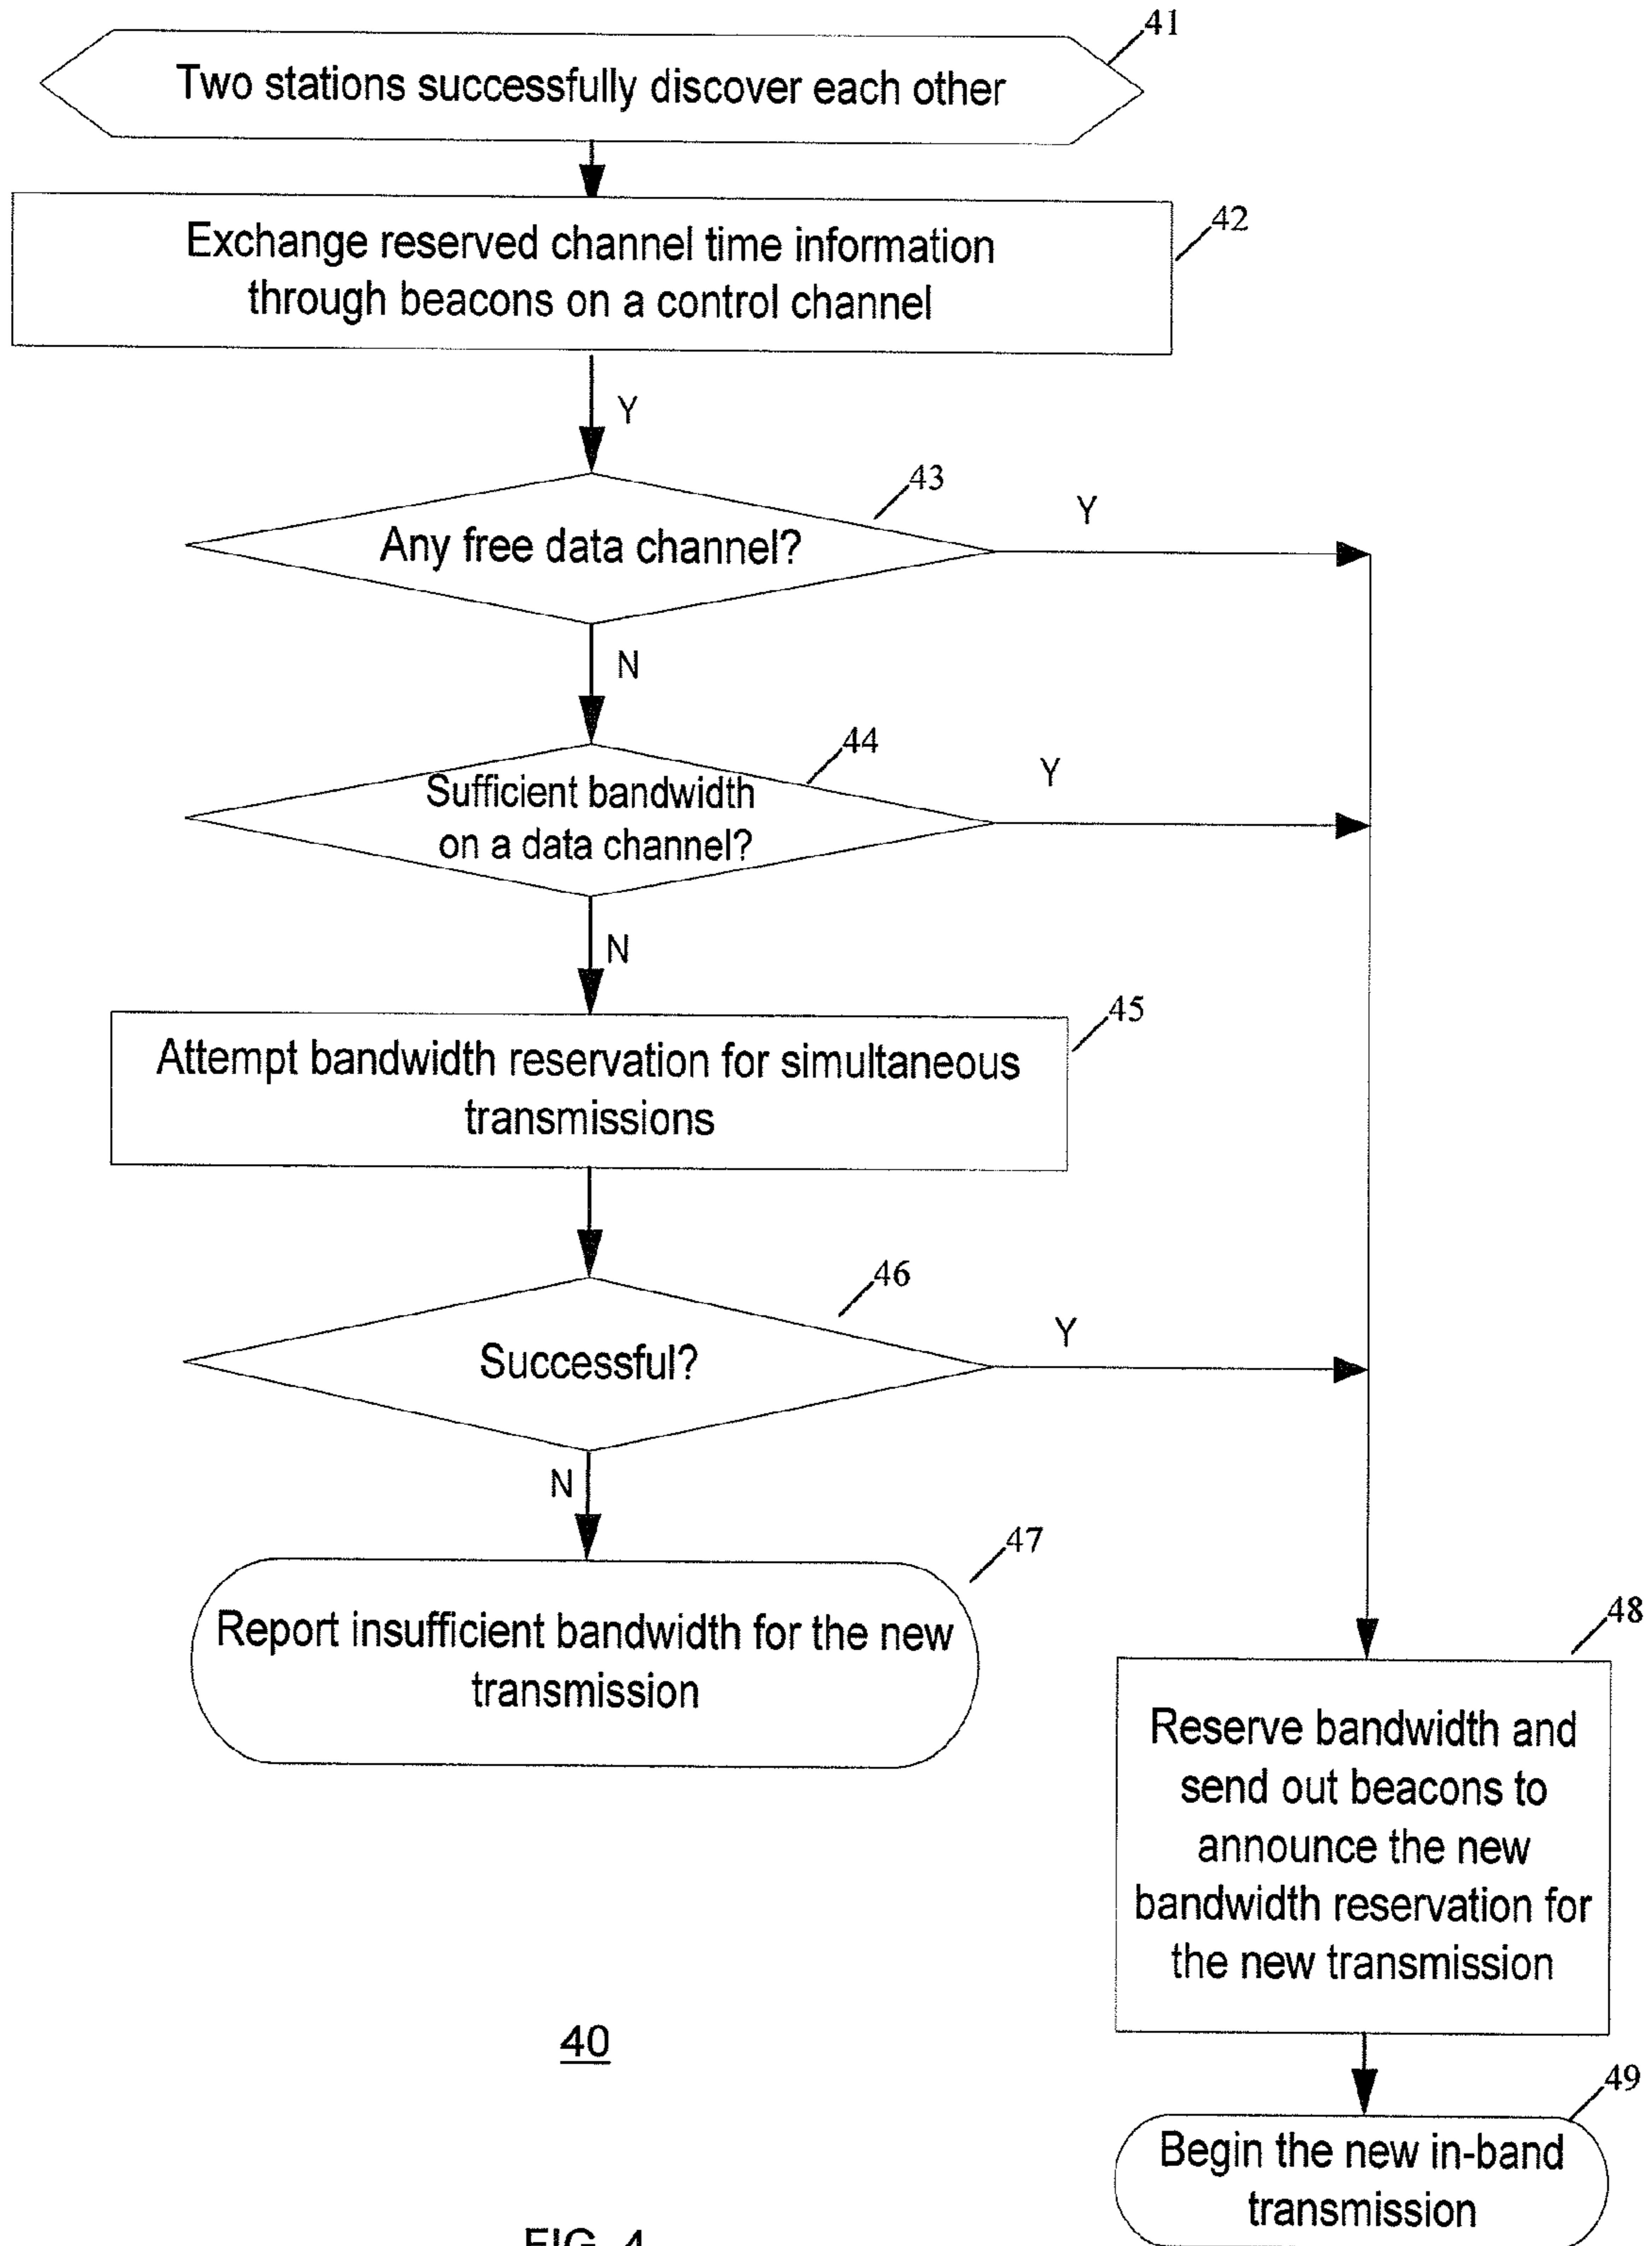 41
Two stations successfully discover each other
42
Exchange reserved channel time information
through beacons on a control channel
Y
43
Any free data channel?
Y
N
44
Sufficient bandwidth
on a data channel?
Y
N
45
Attempt bandwidth reservation for simultaneous
transmissions
46
Successful?
Y
N
47
Report insufficient bandwidth for the new
transmission
48
Reserve bandwidth and
send out beacons to
announce the new
bandwidth reservation for
the new transmission
40
49
Begin the new in-band
transmission
FIG. 4